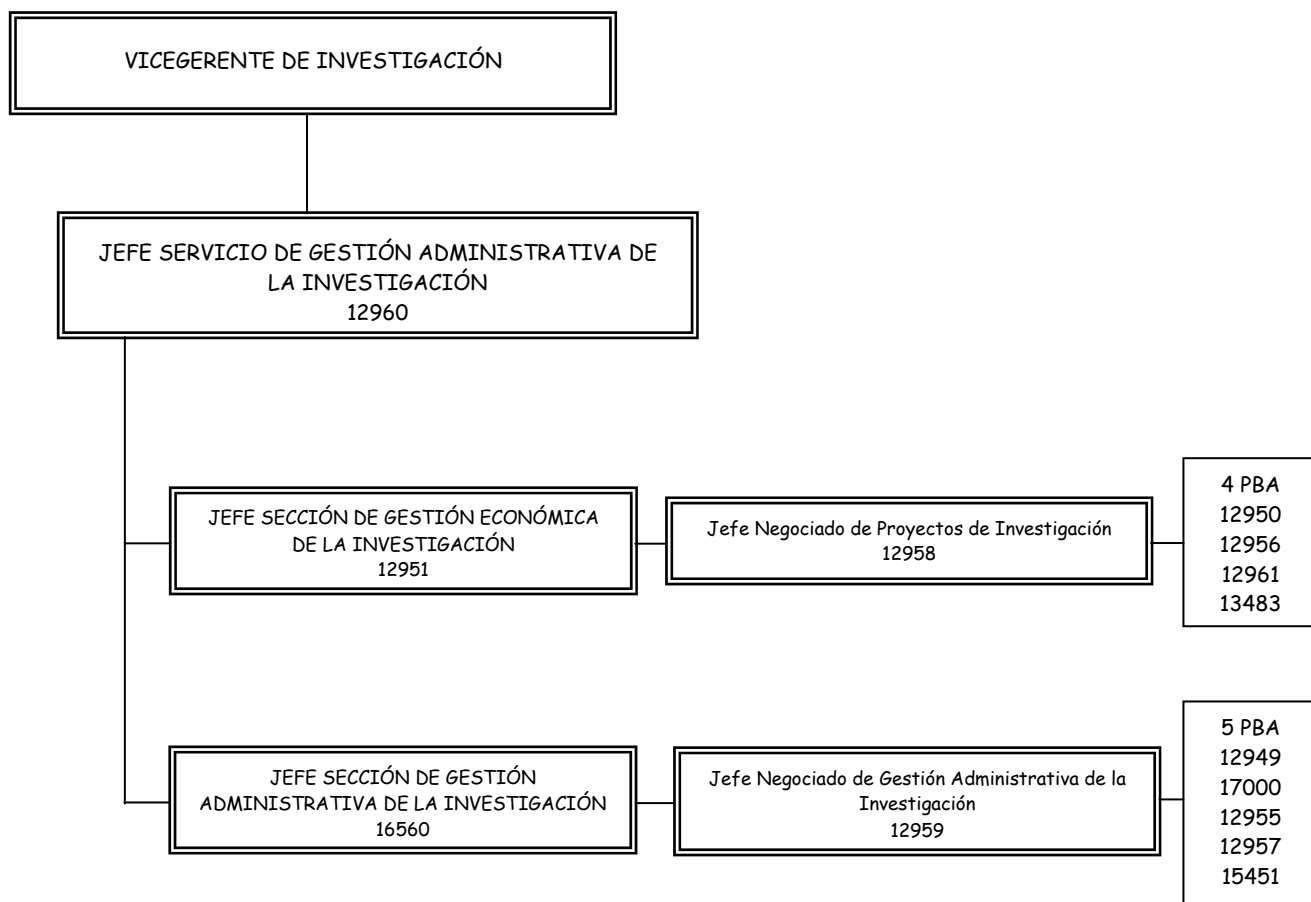 VICEGERENTE DE INVESTIGACIÓN
JEFE SERVICIO DE GESTIÓN ADMINISTRATIVA DE
LA INVESTIGACIÓN
12960
JEFE SECCIÓN DE GESTIÓN ECONÓMICA
DE LA INVESTIGACIÓN
12951
Jefe Negociado de Proyectos de Investigación
12958
4 PBA
12950
12956
12961
13483
JEFE SECCIÓN DE GESTIÓN
ADMINISTRATIVA DE LA INVESTIGACIÓN
16560
Jefe Negociado de Gestión Administrativa de la
Investigación
12959
5 PBA
12949
17000
12955
12957
15451